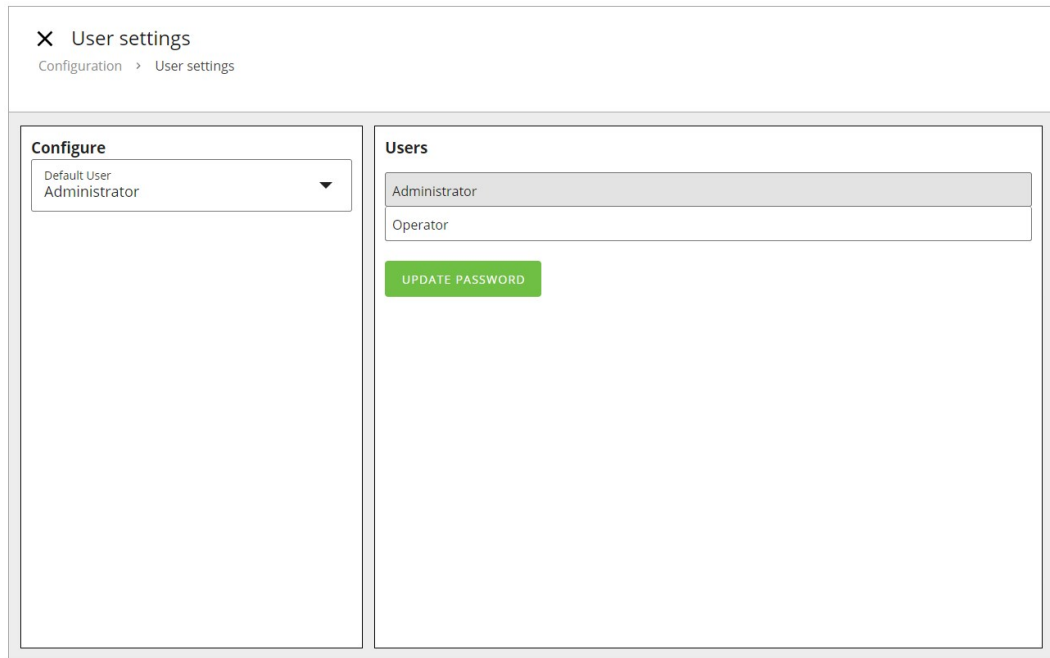 User settings
Configuration > User settings
Configure
Default User
Administrator
Users
Administrator
Operator
UPDATE PASSWORD